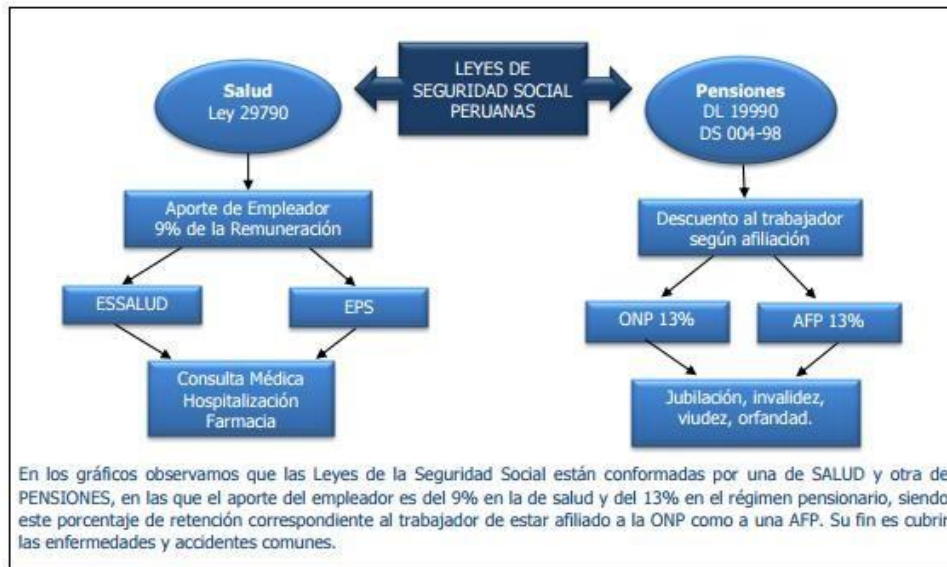 LEYES DE
SEGURIDAD SOCIAL
PERUANAS
Salud
Ley 29790
Pensiones
DL 19990
DS 004-98
Aporte de Empleador
9% de la Remuneración
Descuento al trabajador
según afiliación
ESSALUD
EPS
ONP 13%
AFP 13%
Consulta Médica
Hospitalización
Farmacia
Jubilación, invalidez,
viudez, orfandad.
En los gráficos observamos que las Leyes de la Seguridad Social están conformadas por una de SALUD y otra de
PENSIONES, en las que el aporte del empleador es del 9% en la de salud y del 13% en el régimen pensionario, siendo
este porcentaje de retención correspondiente al trabajador de estar afiliado a la ONP como a una AFP. Su fin es cubrir
las enfermedades y accidentes comunes.